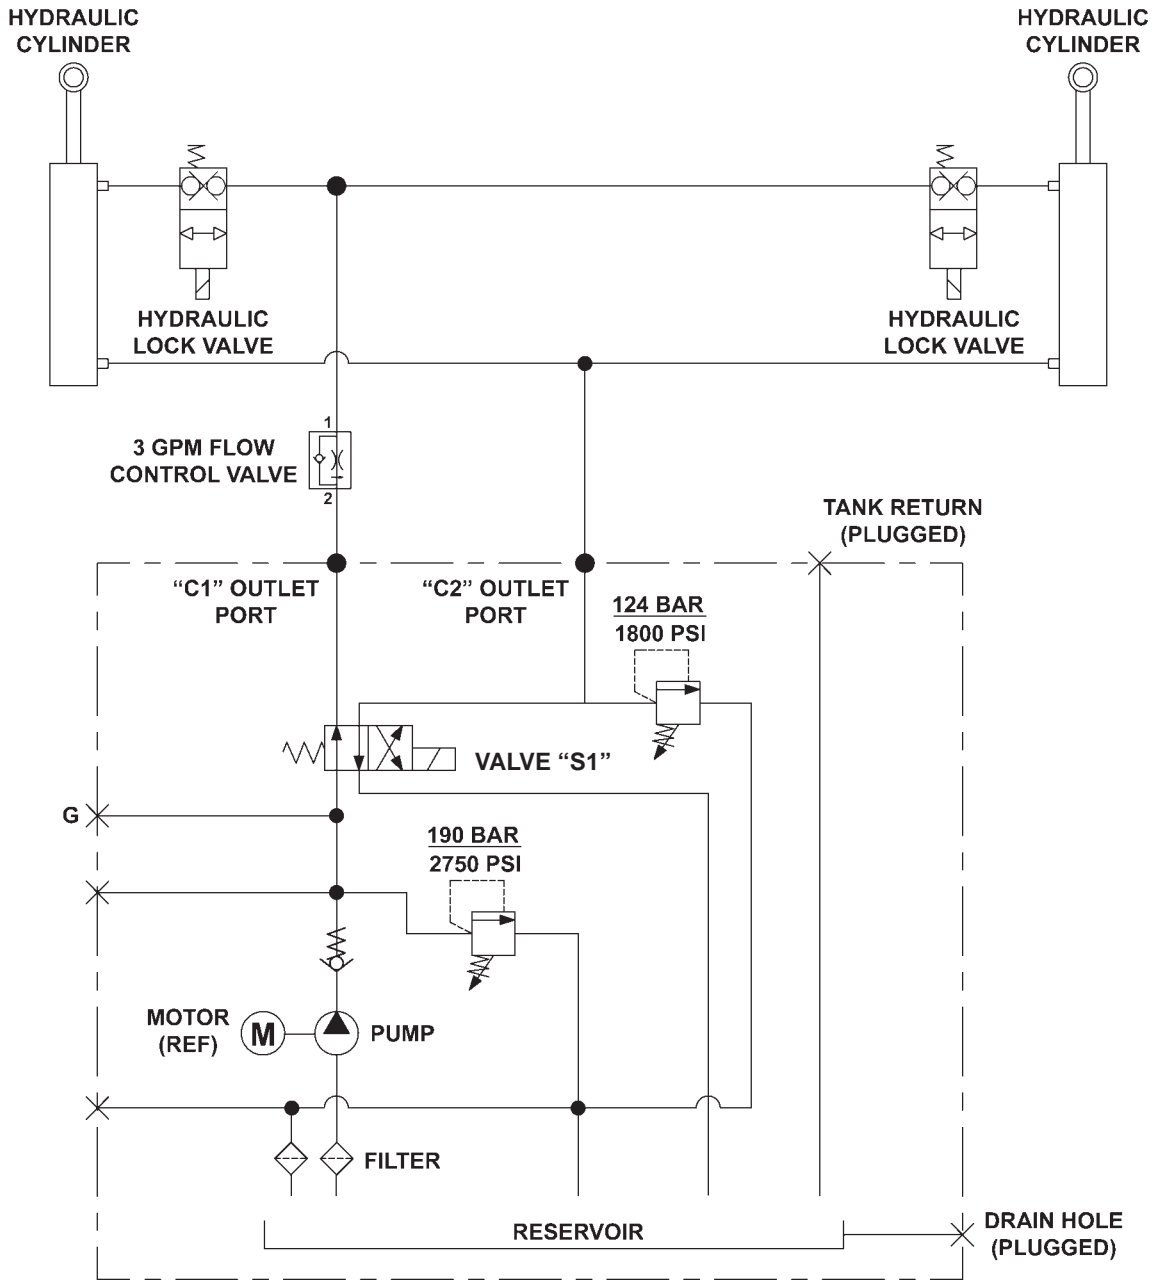 HYDRAULIC
CYLINDER
HYDRAULIC
CYLINDER
HYDRAULIC
LOCK VALVE
HYDRAULIC
LOCK VALVE
1
3 GPM FLOW
CONTROL VALVE
2
TANK RETURN
(PLUGGED)
“C1” OUTLET
PORT
“C2” OUTLET
PORT
124 BAR
1800 PSI
VALVE “S1”
G
190 BAR
2750 PSI
MOTOR
(REF)
M
PUMP
FILTER
RESERVOIR
DRAIN HOLE
(PLUGGED)